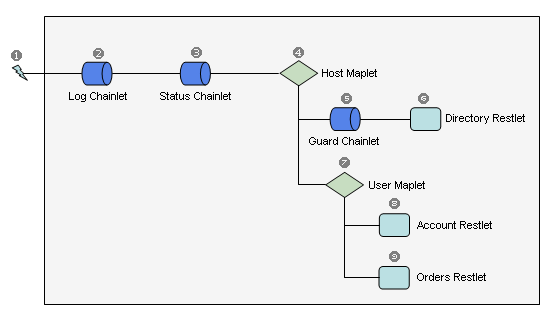 1
2
3
4
Log Chainlet
Status Chainlet
Host Maplet
5
6
Guard Chainlet
Directory Restlet
7
User Maplet
8
Account Restlet
9
Orders Restlet